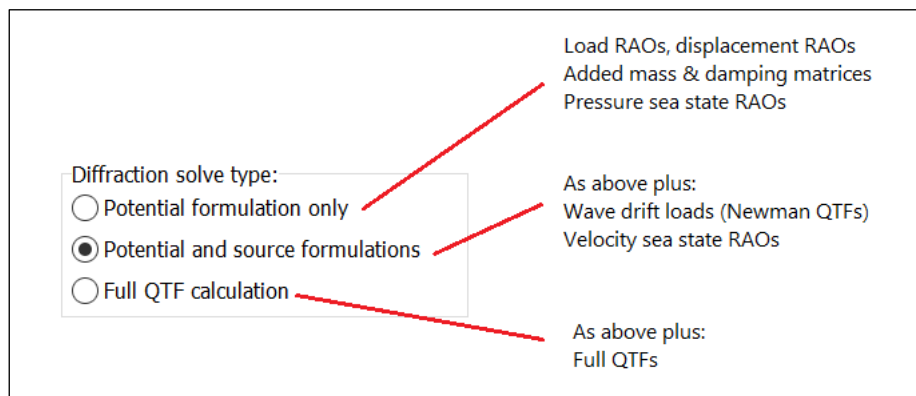 Load RAOs, displacement RAOs
Added mass & damping matrices
Pressure sea state RAOs
Diffraction solve type:
Potential formulation only
Potential and source formulations
Full QTF calculation
As above plus:
Wave drift loads (Newman QTFs)
Velocity sea state RAOs
As above plus:
Full QTFs